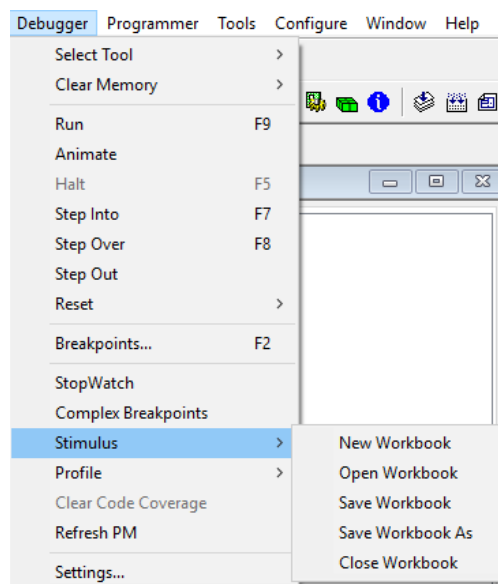 Debugger Programmer Tools Configure Window Help
Select Tool
Clear Memory
Run F9
Animate
Halt F5
Step Into F7
Step Over F8
Step Out
Reset
Breakpoints... F2
StopWatch
Complex Breakpoints
Stimulus
Profile
Clear Code Coverage
Refresh PM
Settings...
New Workbook
Open Workbook
Save Workbook
Save Workbook As
Close Workbook